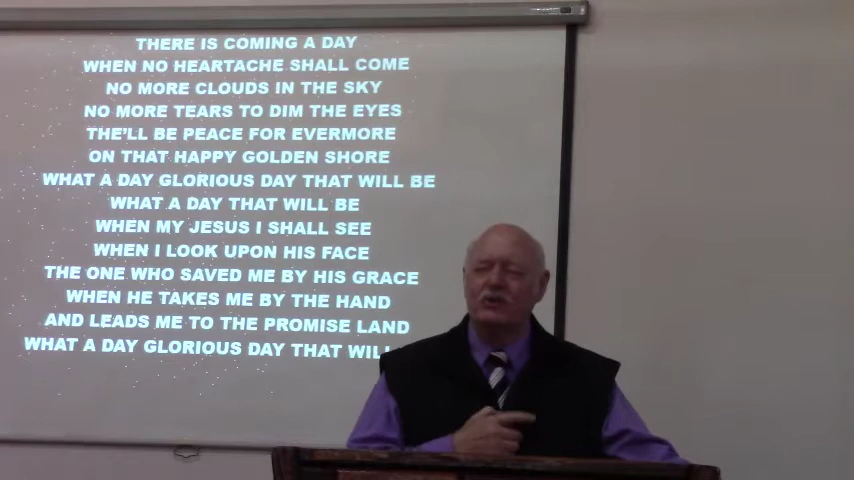 THERE IS COMING A DAY
WHEN NO HEARTACHE SHALL COME
NO MORE CLOUDS IN THE SKY
NO MORE TEARS TO DIM THE EYES
THE'LL BE PEACE FOR EVERMORE
ON THAT HAPPY GOLDEN SHORE
WHAT A DAY GLORIOUS DAY THAT WILL BE
WHAT A DAY THAT WILL BE
WHEN MY JESUS I SHALL SEE
WHEN I LOOK UPON HIS FACE
THE ONE WHO SAVED ME BY HIS GRACE
WHEN HE TAKES ME BY THE HAND
AND LEADS ME TO THE PROMISE LAND
WHAT A DAY GLORIOUS DAY THAT WILL